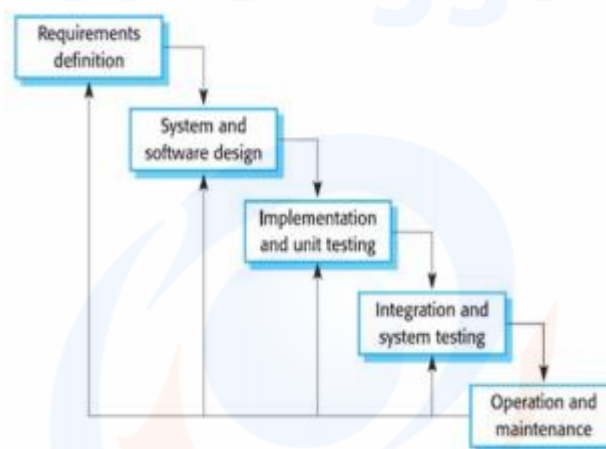 Requirements
definition
System and
software design
Implementation
and unit testing
Integration and
system testing
Operation and
maintenance